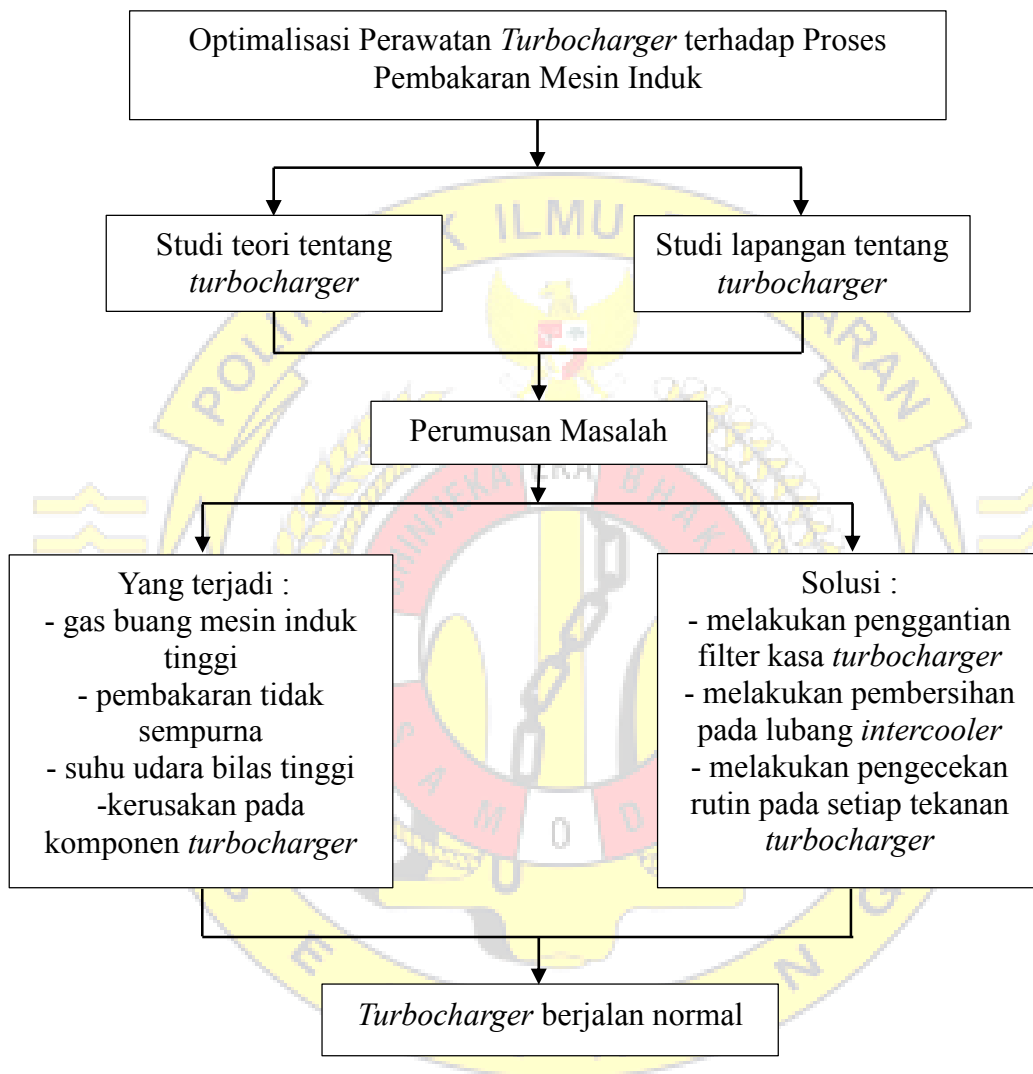 Optimalisasi Perawatan Turbocharger terhadap Proses
Pembakaran Mesin Induk
Studi teori tentang
turbocharger
Studi lapangan tentang
turbocharger
Perumusan Masalah
Yang terjadi :
- gas buang mesin induk
tinggi
- pembakaran tidak
sempurna
- suhu udara bilas tinggi
-kerusakan pada
komponen turbocharger
Solusi :
- melakukan penggantian
filter kasa turbocharger
- melakukan pembersihan
pada lubang intercooler
- melakukan pengecekan
rutin pada setiap tekanan
turbocharger
Turbocharger berjalan normal
ILMU